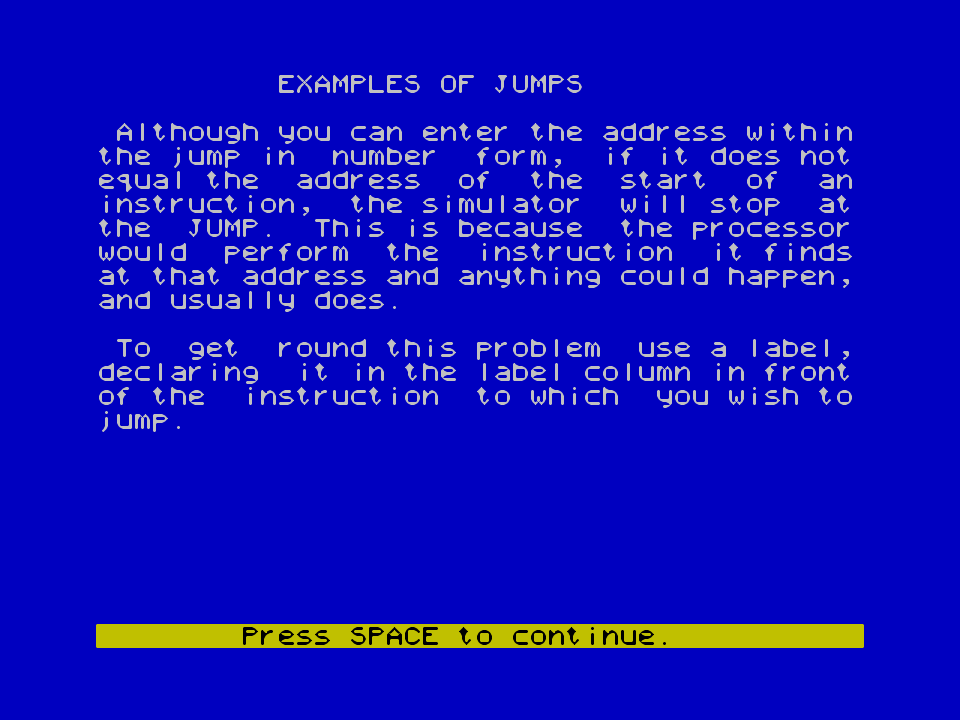 EXAMPLES OF JUMPS
Although you can enter the address within
the jump in number form, if it does not
equal the address of the start of an
instruction, the simulator will stop at
the JUMP. This is because the processor
would perform the instruction it finds
at that address and anything could happen,
and usually does.
To get round this problem use a label,
declaring it in the label column in front
of the instruction to which you wish to
jump.
Press SPACE to continue.